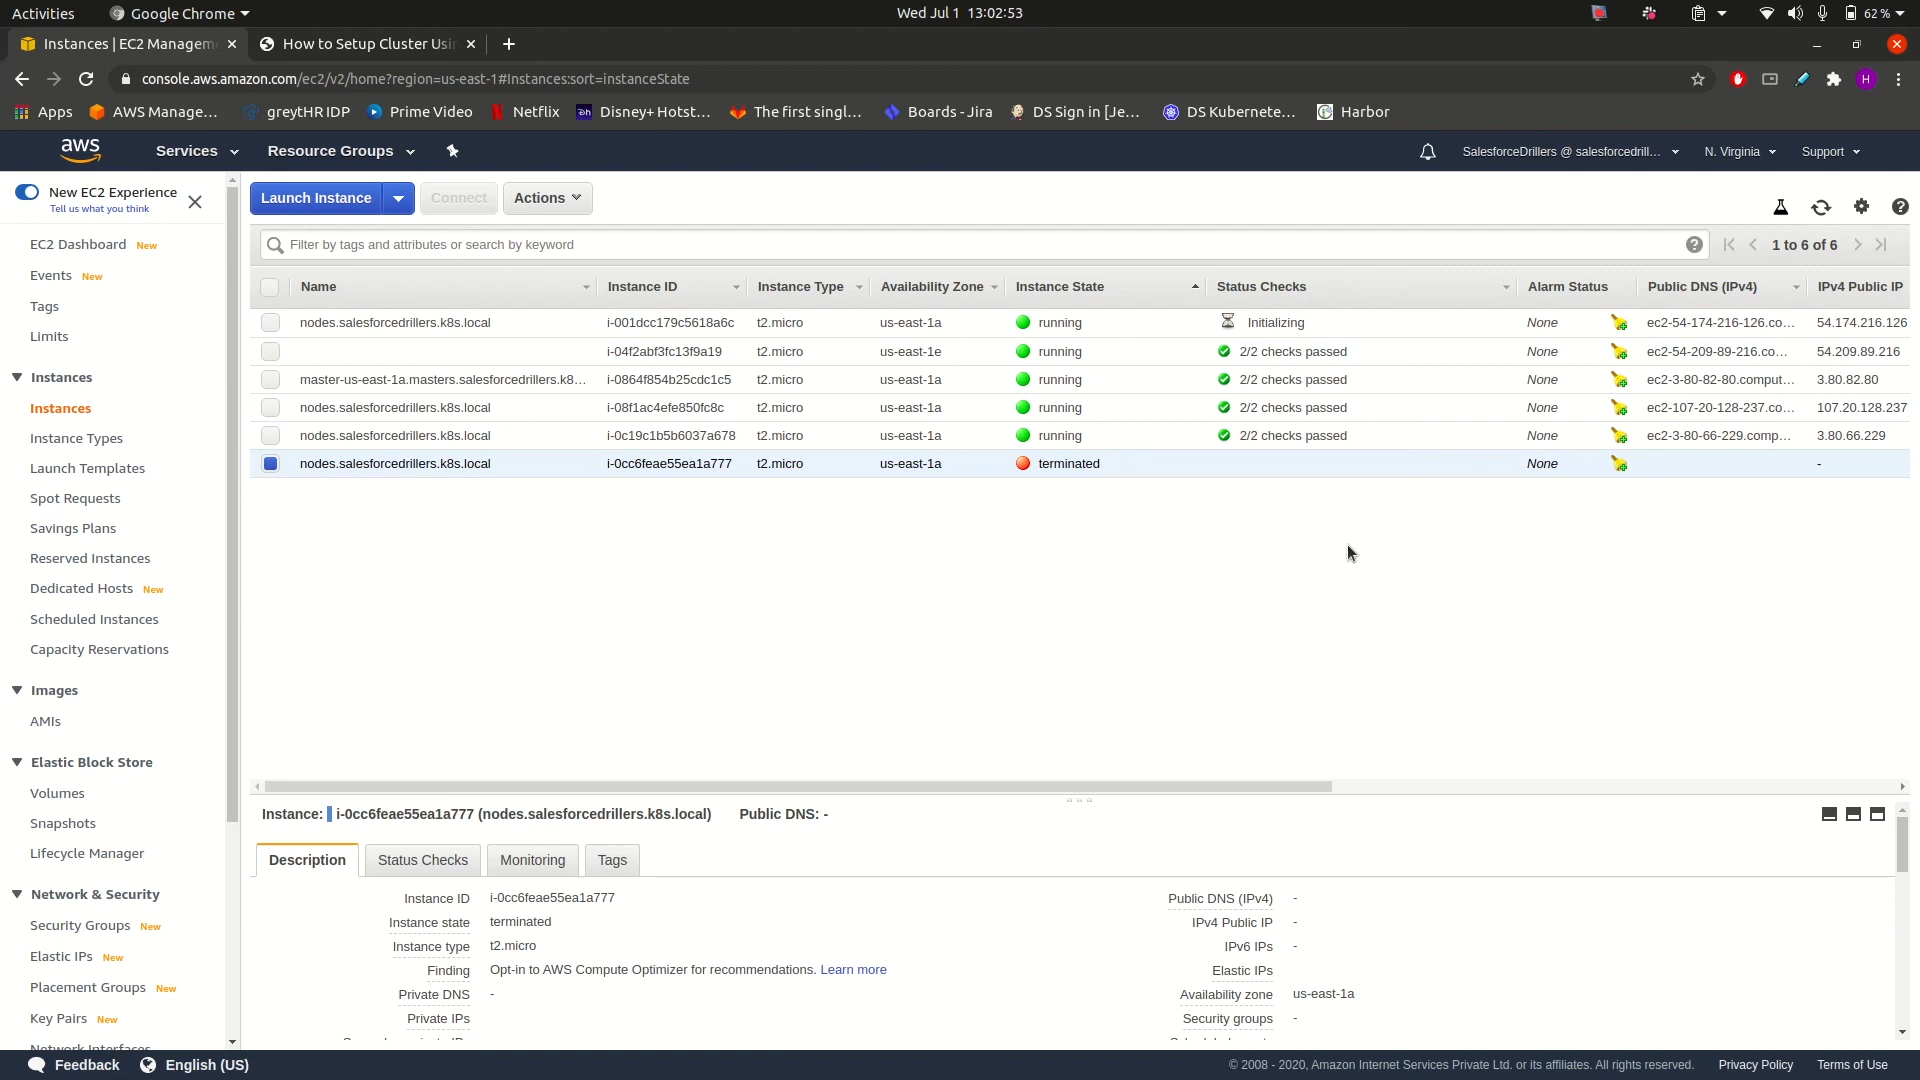 Activities Google Chrome Wed Jul 1 13:02:53 62 %
Instances | EC2 Managem How to Setup Cluster Usi
console.aws.amazon.com/ec2/v2/home?region=us-east-1#Instances:sort=instanceState
Apps AWS Manage... greytHR IDP Prime Video Netflix Disney+ Hotst... The first singl... Boards - Jira DS Sign in [Je... DS Kubernete... Harbor
aws Services Resource Groups SalesforceDrillers @ salesforcedrill... N. Virginia Support
New EC2 Experience
Tell us what you think
Launch Instance Connect Actions
Filter by tags and attributes or search by keyword 1 to 6 of 6
Name Instance ID Instance Type Availability Zone Instance State Status Checks Alarm Status Public DNS (IPv4) IPv4 Public IP
nodes.salesforcedrillers.k8s.local i-001dcc179c5618a6c t2.micro us-east-1a running Initializing None ec2-54-174-216-126.co... 54.174.216.126
i-04f2abf3fc13f9a19 t2.micro us-east-1e running 2/2 checks passed None ec2-54-209-89-216.co... 54.209.89.216
master-us-east-1a.masters.salesforcedrillers.k8... i-0864f854b25cdc1c5 t2.micro us-east-1a running 2/2 checks passed None ec2-3-80-82-80.comput... 3.80.82.80
nodes.salesforcedrillers.k8s.local i-08f1ac4efe850fc8c t2.micro us-east-1a running 2/2 checks passed None ec2-107-20-128-237.co... 107.20.128.237
nodes.salesforcedrillers.k8s.local i-0c19c1b5b6037a678 t2.micro us-east-1a running 2/2 checks passed None ec2-3-80-66-229.comp... 3.80.66.229
nodes.salesforcedrillers.k8s.local i-0cc6feae55ea1a777 t2.micro us-east-1a terminated None -
EC2 Dashboard New
Events New
Tags
Limits
Instances
Instances
Instance Types
Launch Templates
Spot Requests
Savings Plans
Reserved Instances
Dedicated Hosts New
Scheduled Instances
Capacity Reservations
Images
AMIs
Elastic Block Store
Volumes
Snapshots
Lifecycle Manager
Network & Security
Security Groups New
Elastic IPs New
Placement Groups New
Key Pairs New
Network Interfaces
Instance: i-0cc6feae55ea1a777 (nodes.salesforcedrillers.k8s.local) Public DNS: -
Description Status Checks Monitoring Tags
Instance ID i-0cc6feae55ea1a777 Public DNS (IPv4) -
Instance state terminated IPv4 Public IP -
Instance type t2.micro IPv6 IPs -
Finding Opt-in to AWS Compute Optimizer for recommendations. Learn more Elastic IPs
Private DNS - Availability zone us-east-1a
Private IPs Security groups -
Feedback English (US) © 2008 - 2020, Amazon Internet Services Private Ltd. or its affiliates. All rights reserved. Privacy Policy Terms of Use